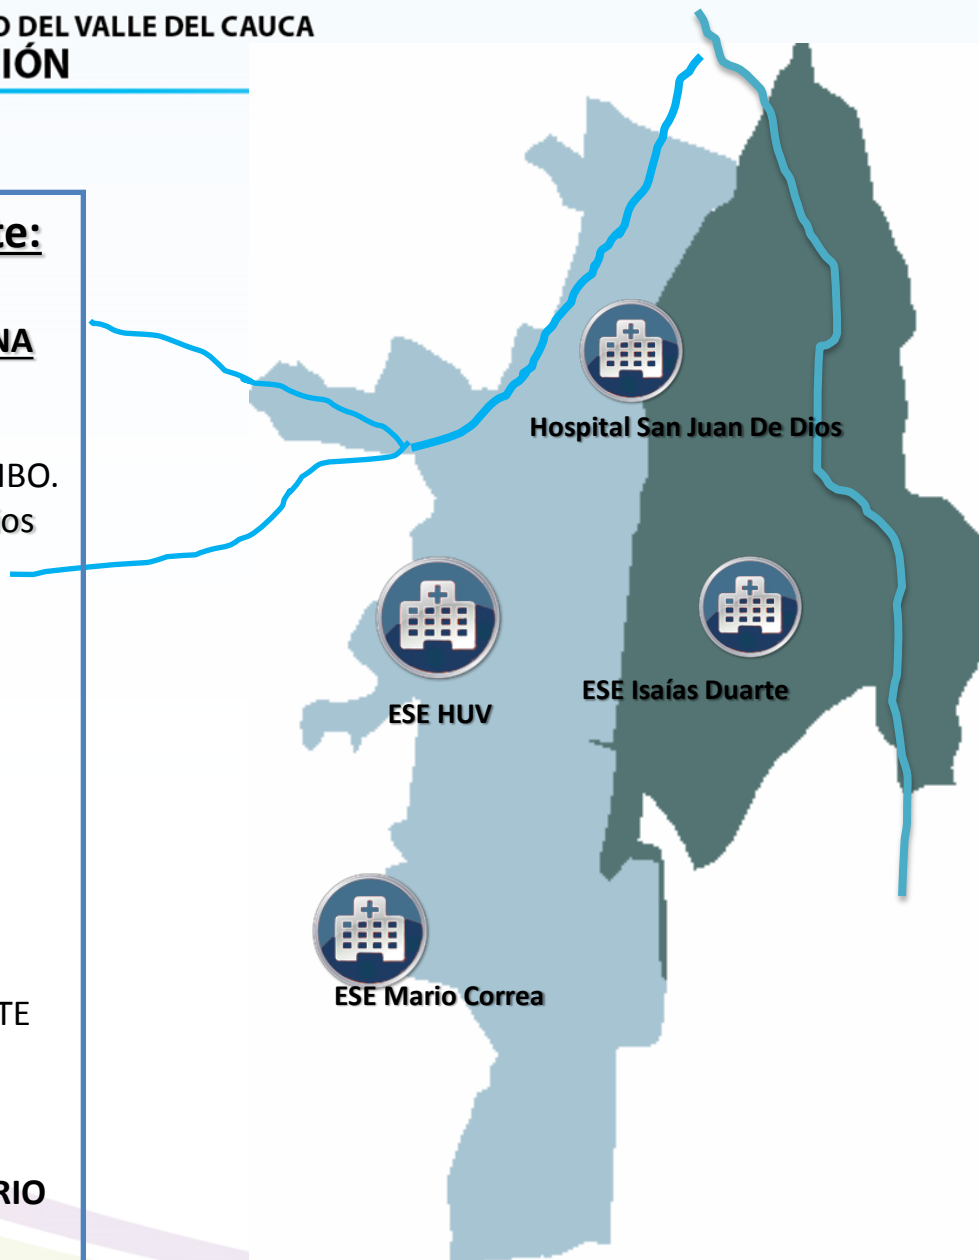 O DEL VALLE DEL CAUCA
IÓN
te:
NA
IBO.
os
TE
RIO
Hospital San Juan De Dios
ESE Isaías Duarte
ESE HUV
ESE Mario Correa